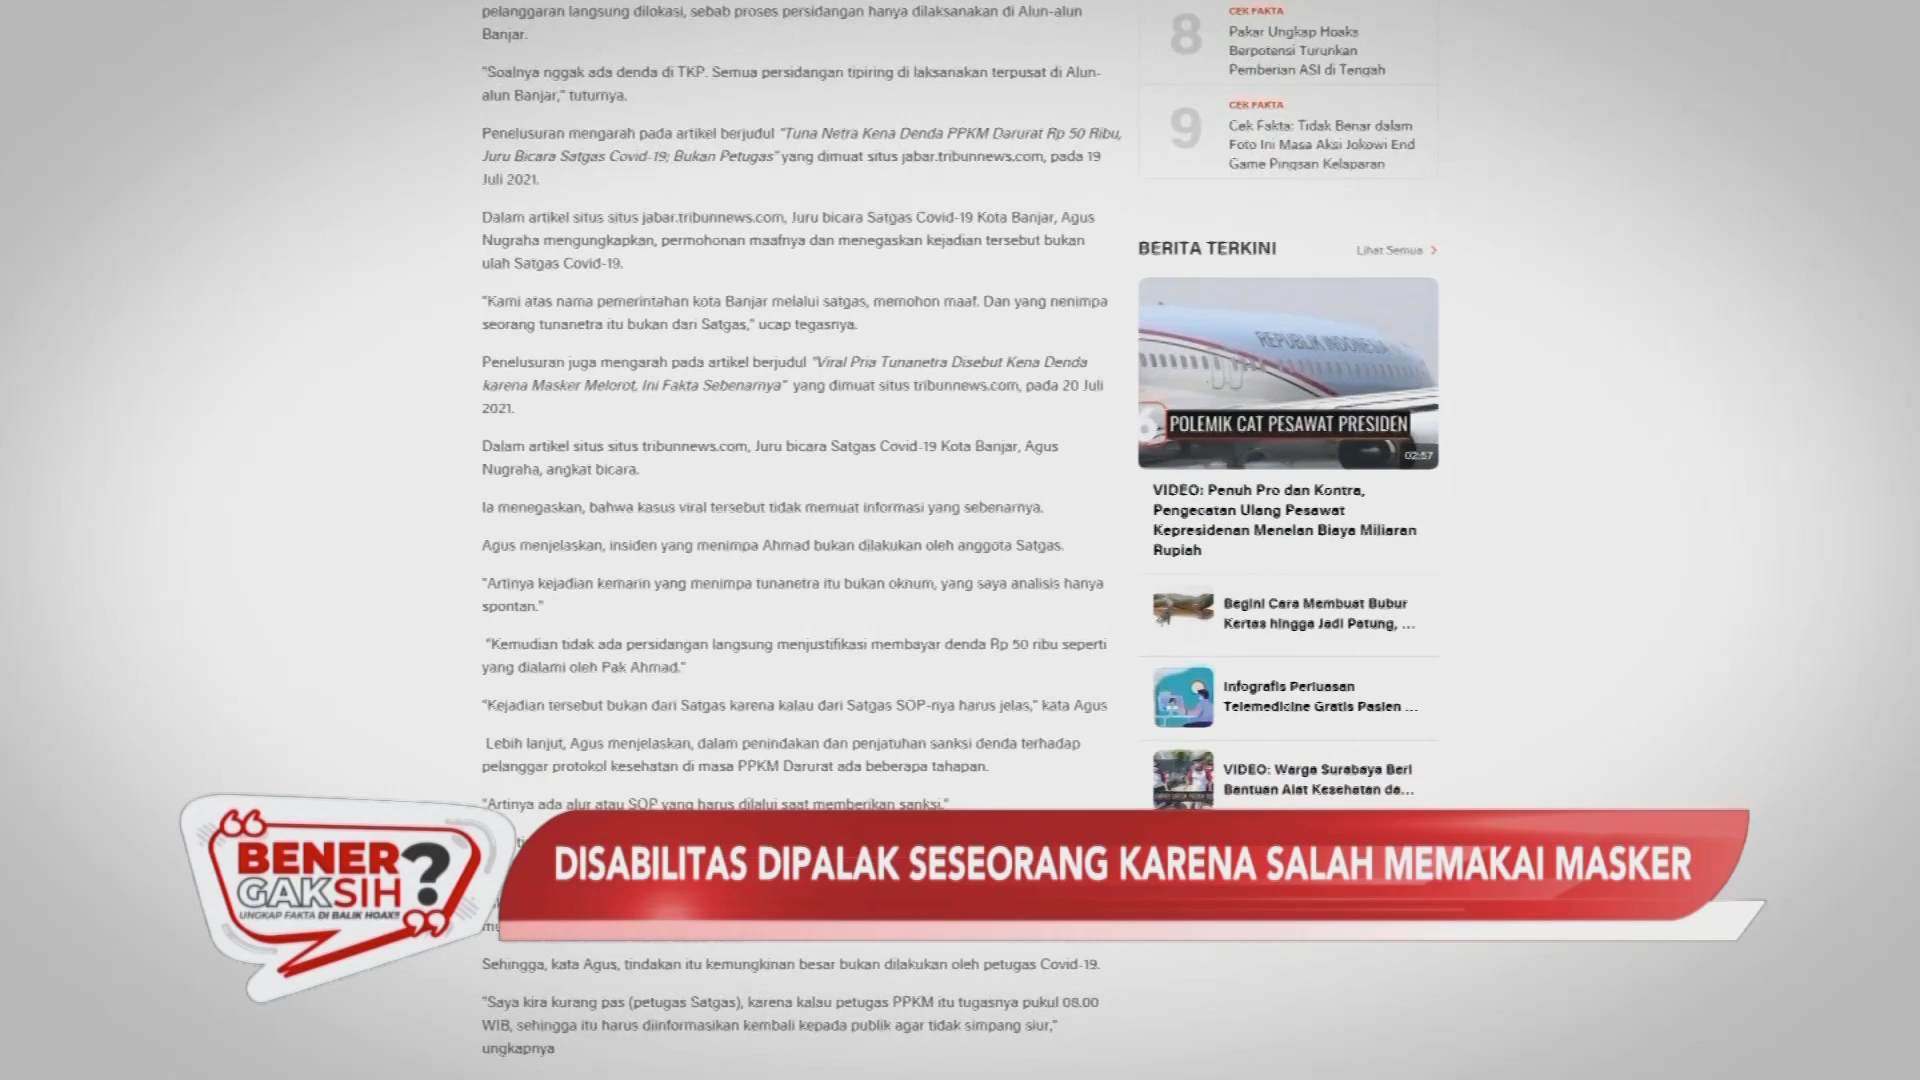 pelanggaran langsung dilokasi, sebab proses persidangan hanya dilaksanakan di Alun-alun
Banjar.
"Soalnya nggak ada denda di TKP. Semua persidangan tipiring di laksanakan terpusat di Alun-
alun Banjar," tuturnya.
Penelusuran mengarah pada artikel berjudul "Tuna Netra Kena Denda PPKM Darurat Rp 50 Ribu,
Juru Bicara Satgas Covid-19; Bukan Petugas" yang dimuat situs jabar.tribunnews.com, pada 19
Juli 2021.
Dalam artikel situs situs jabar.tribunnews.com, Juru bicara Satgas Covid-19 Kota Banjar, Agus
Nugraha mengungkapkan, permohonan maafnya dan menegaskan kejadian tersebut bukan
ulah Satgas Covid-19.
"Kami atas nama pemerintahan kota Banjar melalui satgas, memohon maaf. Dan yang nenimpa
seorang tunanetra itu bukan dari Satgas," ucap tegasnya.
Penelusuran juga mengarah pada artikel berjudul "Viral Pria Tunanetra Disebut Kena Denda
karena Masker Melorot, Ini Fakta Sebenarnya" yang dimuat situs tribunnews.com, pada 20 Juli
2021.
Dalam artikel situs situs tribunnews.com, Juru bicara Satgas Covid-19 Kota Banjar, Agus
Nugraha, angkat bicara.
Ia menegaskan, bahwa kasus viral tersebut tidak memuat informasi yang sebenarnya.
Agus menjelaskan, insiden yang menimpa Ahmad bukan dilakukan oleh anggota Satgas.
"Artinya kejadian kemarin yang menimpa tunanetra itu bukan oknum, yang saya analisis hanya
spontan."
"Kemudian tidak ada persidangan langsung menjustifikasi membayar denda Rp 50 ribu seperti
yang dialami oleh Pak Ahmad."
"Kejadian tersebut bukan dari Satgas karena kalau dari Satgas SOP-nya harus jelas," kata Agus
Lebih lanjut, Agus menjelaskan, dalam penindakan dan penjatuhan sanksi denda terhadap
pelanggar protokol kesehatan di masa PPKM Darurat ada beberapa tahapan.
"Artinya ada alur atau SOP yang harus dilalui saat memberikan sanksi."
Sehingga, kata Agus, tindakan itu kemungkinan besar bukan dilakukan oleh petugas Covid-19.
"Saya kira kurang pas (petugas Satgas), karena kalau petugas PPKM itu tugasnya pukul 08.00
WIB, sehingga itu harus diinformasikan kembali kepada publik agar tidak simpang siur,"
ungkapnya
8
CEK FAKTA
Pakar Ungkap Hoaks
Berpotensi Turunkan
Pemberian ASI di Tengah
9
CEK FAKTA
Cek Fakta: Tidak Benar dalam
Foto Ini Masa Aksi Jokowi End
Game Pingsan Kelaparan
BERITA TERKINI
Lihat Semua >
REPUBLIK INDONESIA
POLEMIK CAT PESAWAT PRESIDEN
02:57
VIDEO: Penuh Pro dan Kontra,
Pengecatan Ulang Pesawat
Kepresidenan Menelan Biaya Miliaran
Rupiah
Begini Cara Membuat Bubur
Kertas hingga Jadi Patung, ...
Infografis Perluasan
Telemedicine Gratis Pasien ...
VIDEO: Warga Surabaya Beri
Bantuan Alat Kesehatan da...
BENER
GAKSIH?
UNGKAP FAKTA DI BALIK HOAX!!
DISABILITAS DIPALAK SESEORANG KARENA SALAH MEMAKAI MASKER